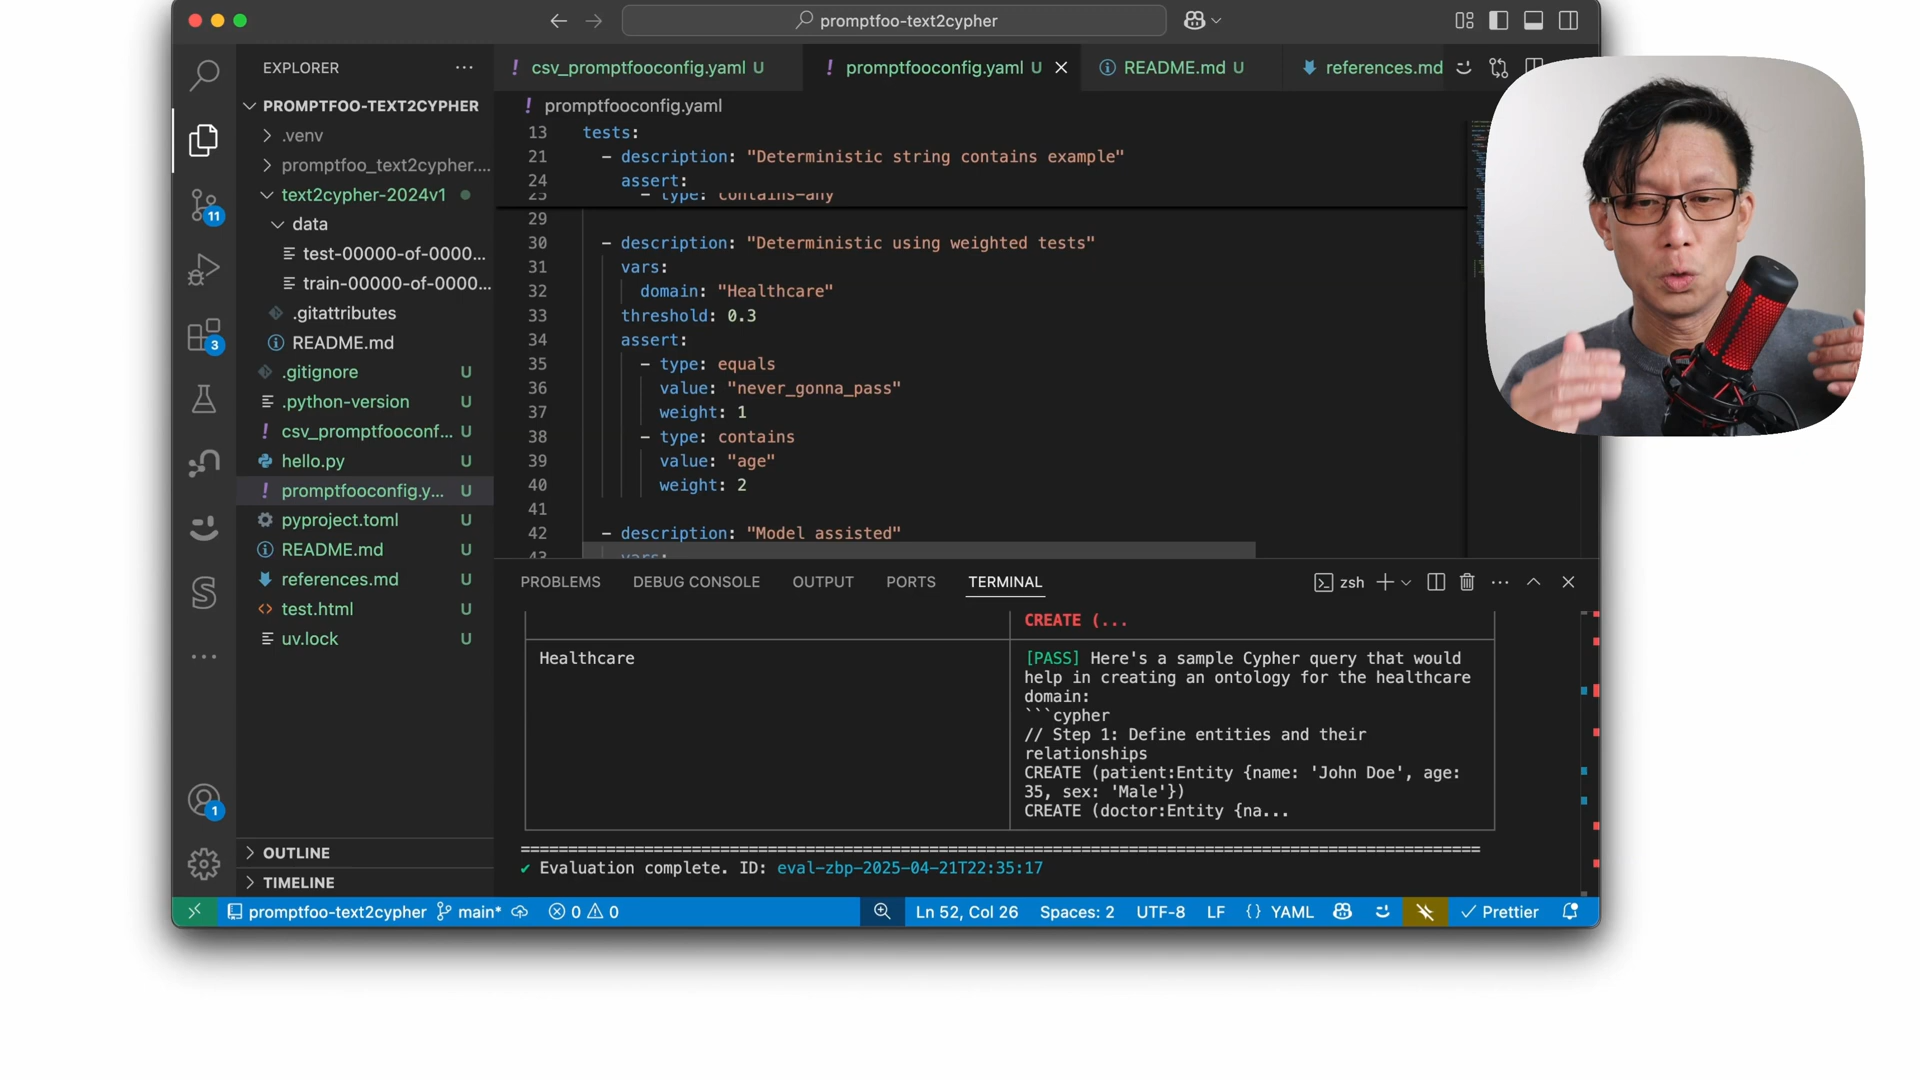 promptfoo-text2cypher
EXPLORER
csv_promptfooconfig.yaml U
promptfooconfig.yaml U
README.md U
references.md
PROMPTFOO-TEXT2CYPHER
.venv
promptfoo_text2cypher....
text2cypher-2024v1
data
test-00000-of-0000...
train-00000-of-0000...
.gitattributes
README.md
.gitignore U
.python-version U
csv_promptfooconf... U
hello.py U
promptfooconfig.y... U
pyproject.toml U
README.md U
references.md U
test.html U
uv.lock U
OUTLINE
TIMELINE
11
3
1
promptfooconfig.yaml
13 tests:
21 - description: "Deterministic string contains example"
24 assert:
25 - type: contains-any
29
30 - description: "Deterministic using weighted tests"
31 vars:
32 domain: "Healthcare"
33 threshold: 0.3
34 assert:
35 - type: equals
36 value: "never_gonna_pass"
37 weight: 1
38 - type: contains
39 value: "age"
40 weight: 2
41
42 - description: "Model assisted"
43 vars:
PROBLEMS DEBUG CONSOLE OUTPUT PORTS TERMINAL
zsh
CREATE (...
Healthcare
[PASS] Here's a sample Cypher query that would
help in creating an ontology for the healthcare
domain:
```cypher
// Step 1: Define entities and their
relationships
CREATE (patient:Entity {name: 'John Doe', age:
35, sex: 'Male'})
CREATE (doctor:Entity {na...
================================================================================
✔ Evaluation complete. ID: eval-zbp-2025-04-21T22:35:17
promptfoo-text2cypher main* 0 0 Ln 52, Col 26 Spaces: 2 UTF-8 LF {} YAML Prettier